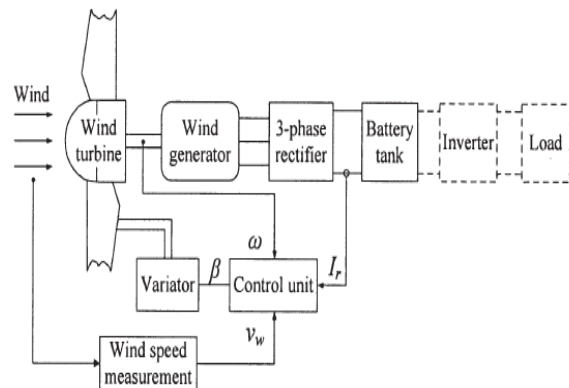 Wind
Wind
turbine
Wind
generator
3-phase
rectifier
Battery
tank
Inverter
Load
ω
β
I_r
Variator
Control unit
v_w
Wind speed
measurement